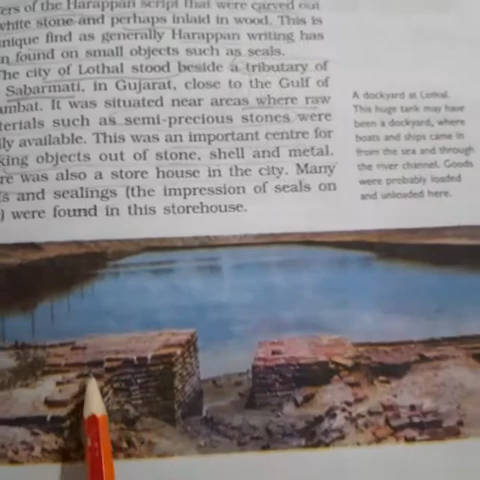 ers of the Harappan script that were carved out
white stone and perhaps inlaid in wood. This is
nique find as generally Harappan writing has
n found on small objects such as seals.
he city of Lothal stood beside a tributary of
Sabarmati, in Gujarat, close to the Gulf of
mbat. It was situated near areas where raw
terials such as semi-precious stones were
ly available. This was an important centre for
king objects out of stone, shell and metal.
re was also a store house in the city. Many
s and sealings (the impression of seals on
) were found in this storehouse.
A dockyard at Lothal.
This huge tank may have
been a dockyard, where
boats and ships came in
from the sea and through
the river channel. Goods
were probably loaded
and unloaded here.